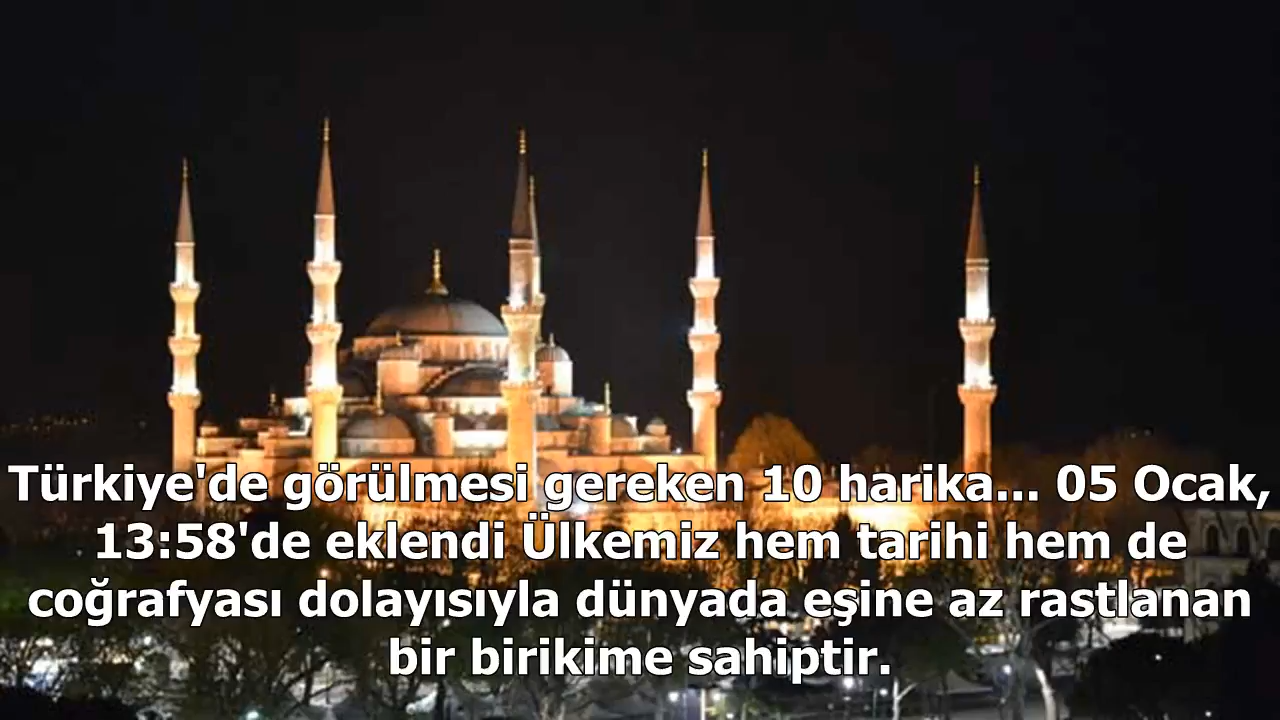 Türkiye'de görülmesi gereken 10 harika... 05 Ocak,
13:58'de eklendi Ülkemiz hem tarihi hem de
coğrafyası dolayısıyla dünyada eşine az rastlanan
bir birikime sahiptir.